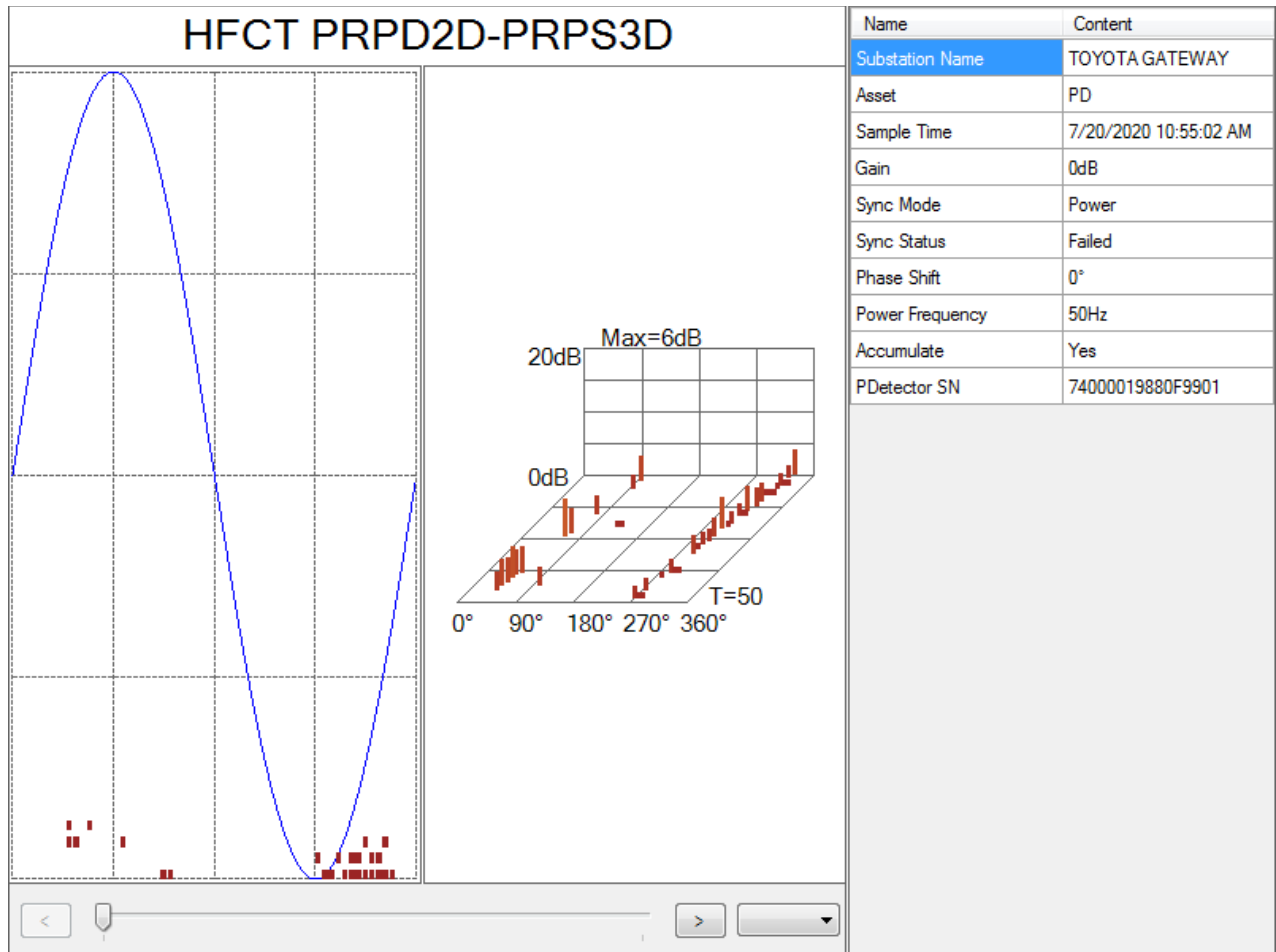 HFCT PRPD2D-PRPS3D
Max=6dB
20dB
0dB
T=50
0° 90° 180° 270° 360°
< >
Name Content
Substation Name TOYOTA GATEWAY
Asset PD
Sample Time 7/20/2020 10:55:02 AM
Gain 0dB
Sync Mode Power
Sync Status Failed
Phase Shift 0°
Power Frequency 50Hz
Accumulate Yes
PDetector SN 74000019880F9901